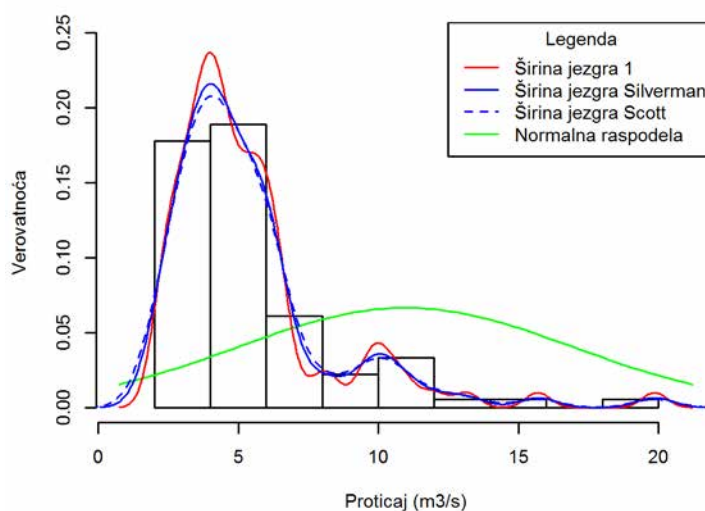 0.25
0.20
0.15
0.10
0.05
0.00
Verovatnoća
Legenda
Širina jezgra 1
Širina jezgra Silverman
Širina jezgra Scott
Normalna raspodela
0 5 10 15 20
Proticaj (m3/s)